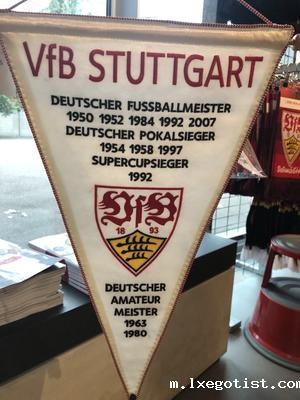 VfB STUTTGART
DEUTSCHER FUSSBALLMEISTER
1950 1952 1984 1992 2007
DEUTSCHER POKALSIEGER
1954 1958 1997
SUPERCUPSIEGER
1992
VfB
18 93
DEUTSCHER
AMATEUR
MEISTER
1963
1980
m.lxegotist.com